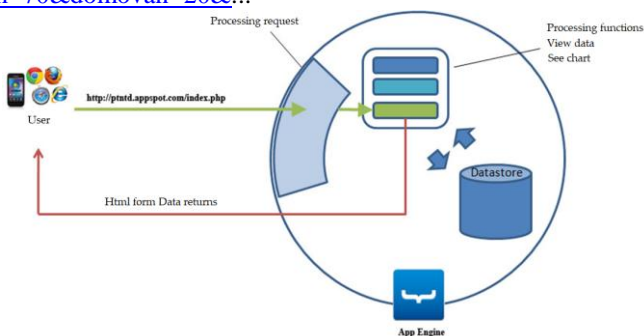 Processing request
Processing functions
View data
See chart
http://ptntd.appspot.com/index.php
User
Datastore
Html form Data returns
App Engine